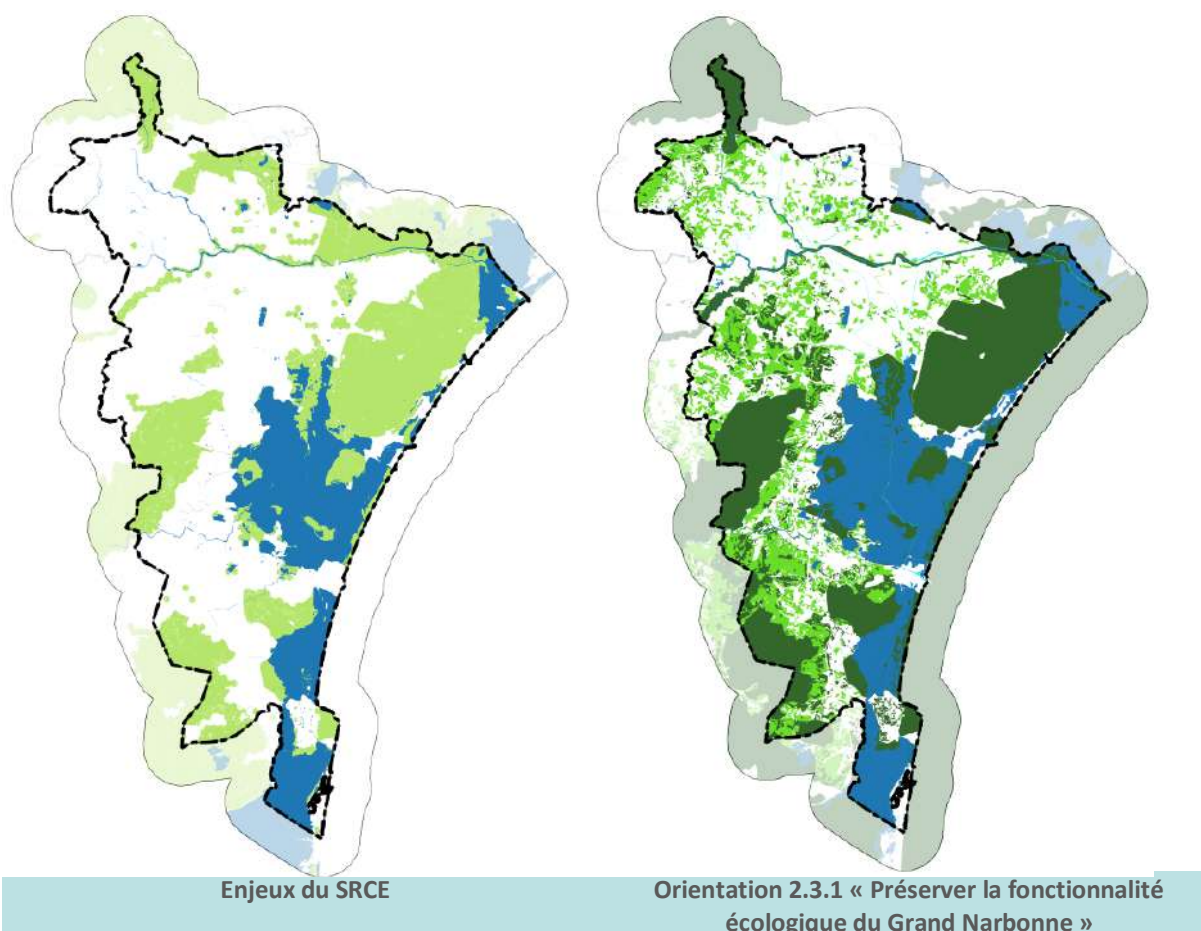 Enjeux du SRCE
Orientation 2.3.1 « Préserver la fonctionnalité
écologique du Grand Narbonne »